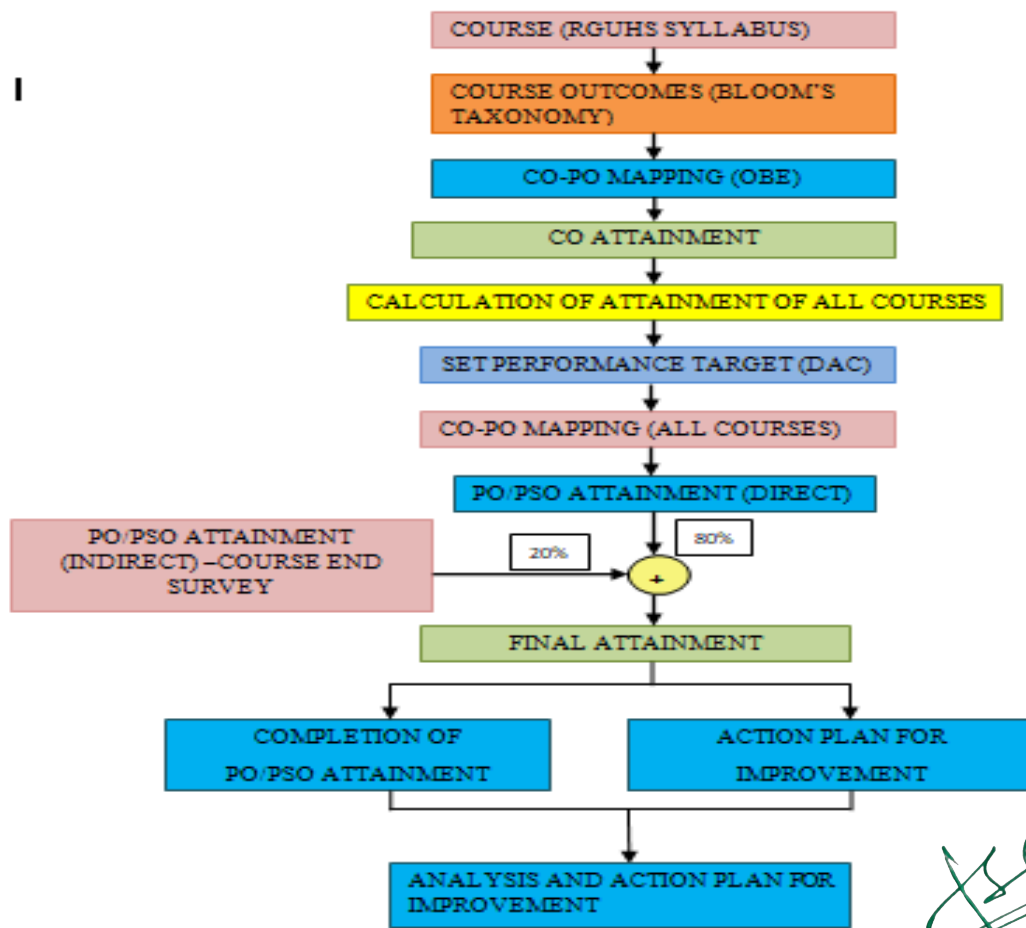 I
COURSE (RGUHS SYLLABUS)
COURSE OUTCOMES (BLOOM'S
TAXONOMY)
CO-PO MAPPING (OBE)
CO ATTAINMENT
CALCULATION OF ATTAINMENT OF ALL COURSES
SET PERFORMANCE TARGET (DAC)
CO-PO MAPPING (ALL COURSES)
PO/PSO ATTAINMENT (DIRECT)
PO/PSO ATTAINMENT
(INDIRECT) –COURSE END
SURVEY
20%
80%
+
FINAL ATTAINMENT
COMPLETION OF
PO/PSO ATTAINMENT
ACTION PLAN FOR
IMPROVEMENT
ANALYSIS AND ACTION PLAN FOR
IMPROVEMENT